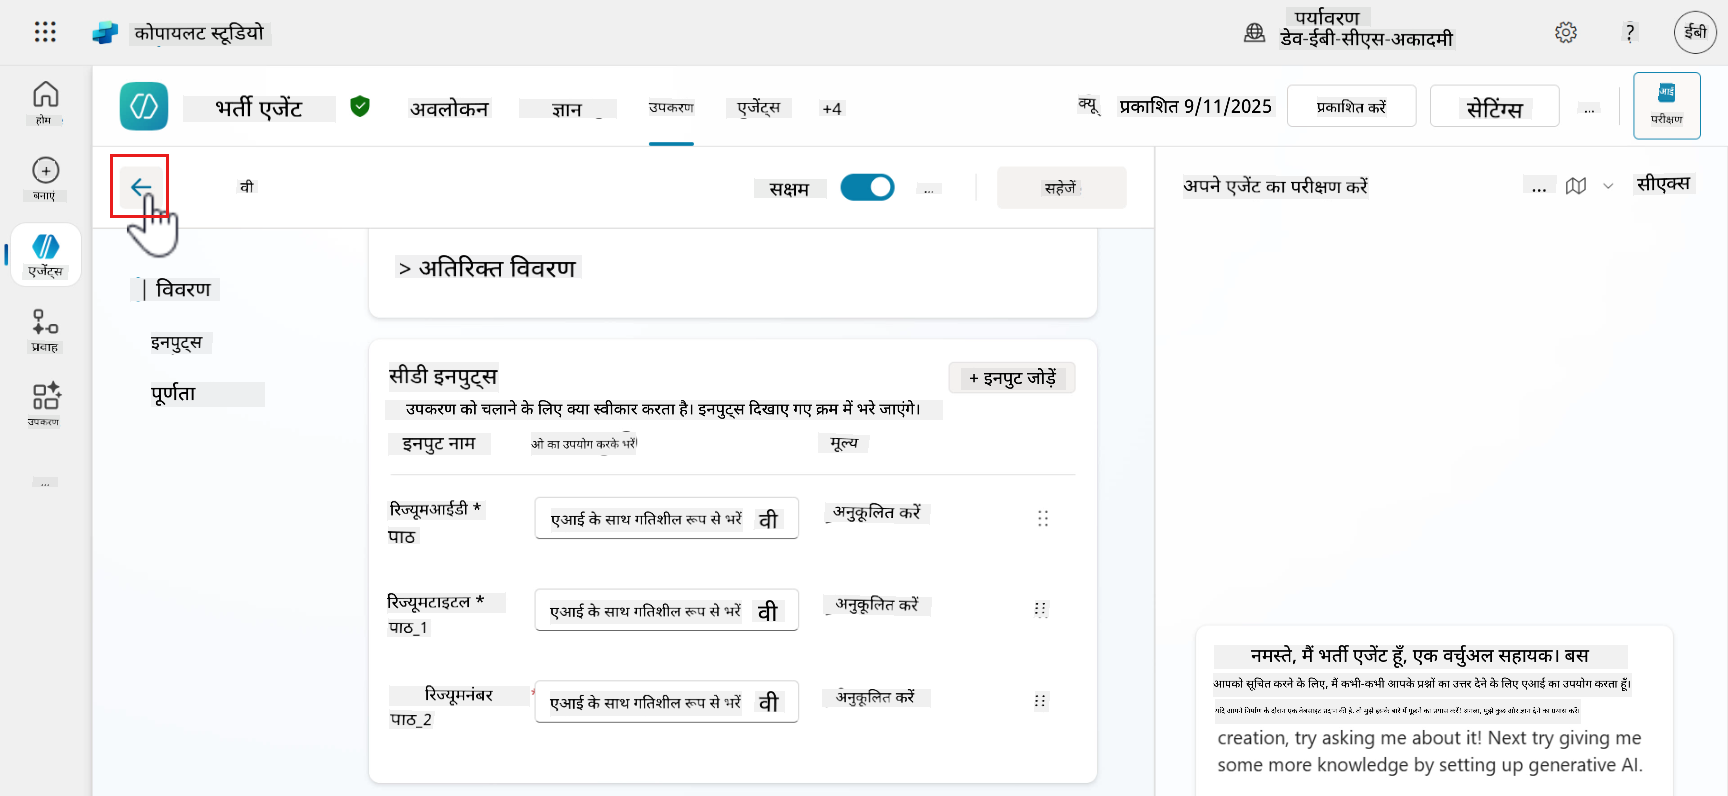 कोपायलट स्टूडियो
पर्यावरण
डेव-ईबी-सीएस-अकादमी
?
ईबी
होम
बनाएं
एजेंट्स
प्रवाह
उपकरण
...
भर्ती एजेंट
अवलोकन
ज्ञान
उपकरण
एजेंट्स
+4
क्यू
प्रकाशित 9/11/2025
प्रकाशित करें
सेटिंग्स
...
आई
परीक्षण
वी
सक्षम
...
सहेजें
विवरण
इनपुट्स
पूर्णता
> अतिरिक्त विवरण
सीडी इनपुट्स
+ इनपुट जोड़ें
उपकरण को चलाने के लिए क्या स्वीकार करता है। इनपुट्स दिखाए गए क्रम में भरे जाएंगे।
इनपुट नाम
ओ का उपयोग करके भरें
मूल्य
रिज्यूमआईडी *
पाठ
एआई के साथ गतिशील रूप से भरें वी
अनुकूलित करें
रिज्यूमटाइटल *
पाठ_1
एआई के साथ गतिशील रूप से भरें वी
अनुकूलित करें
रिज्यूमनंबर *
पाठ_2
एआई के साथ गतिशील रूप से भरें वी
अनुकूलित करें
अपने एजेंट का परीक्षण करें
...
सीएक्स
नमस्ते, मैं भर्ती एजेंट हूँ, एक वर्चुअल सहायक। बस
आपको सूचित करने के लिए, मैं कभी-कभी आपके प्रश्नों का उत्तर देने के लिए एआई का उपयोग करता हूँ।
creation, try asking me about it! Next try giving me
some more knowledge by setting up generative AI.